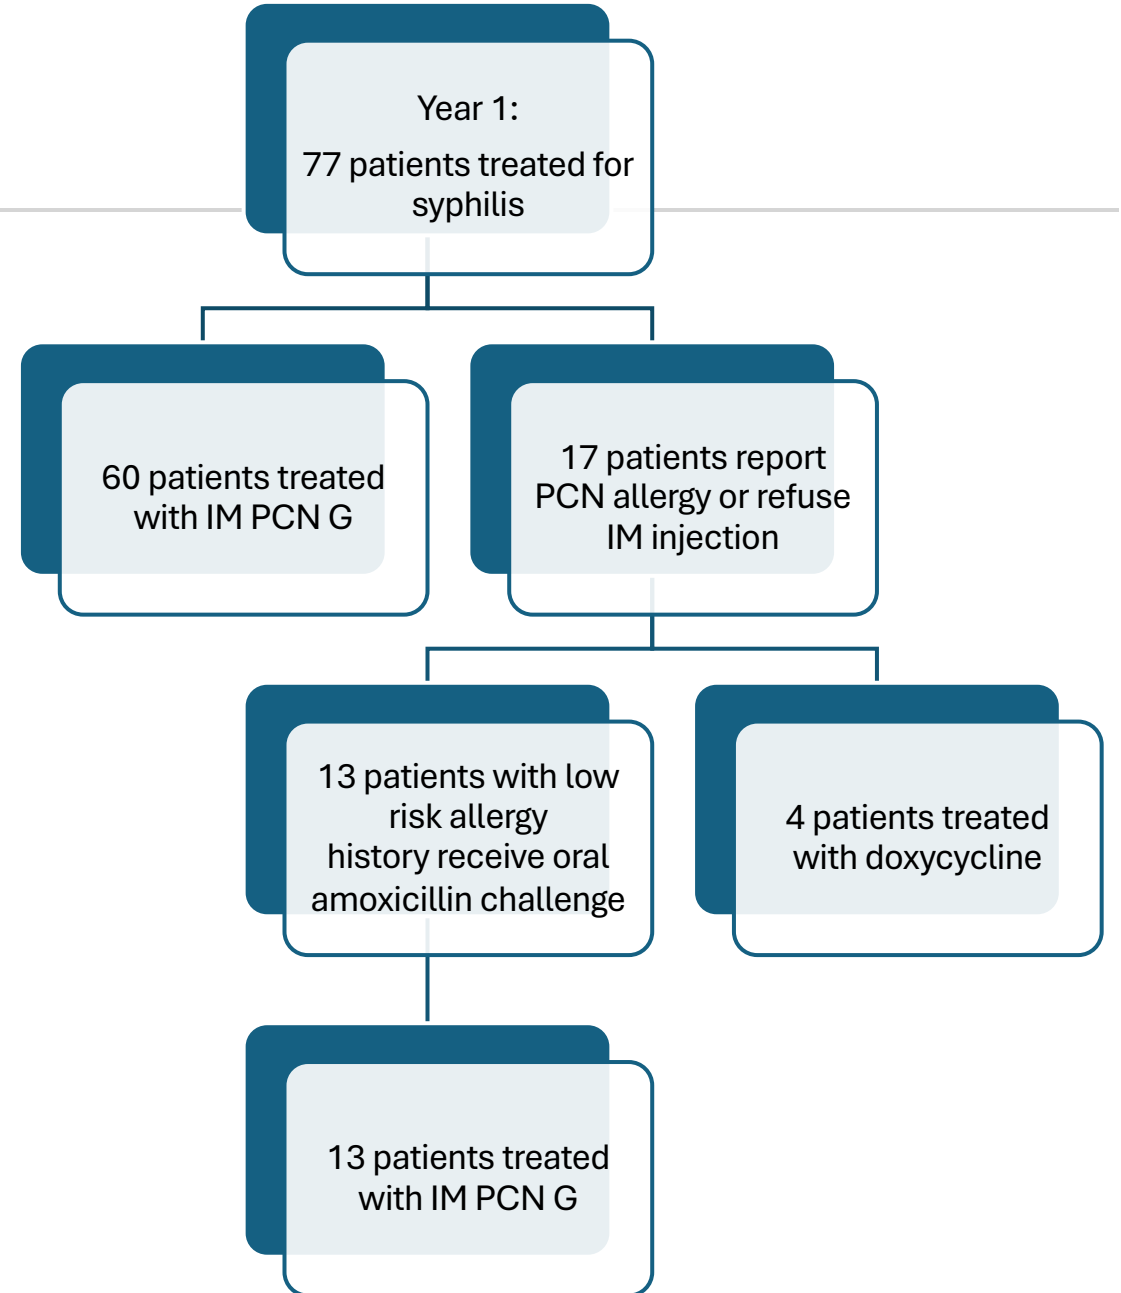 Year 1:
77 patients treated for
syphilis
60 patients treated
with IM PCN G
17 patients report
PCN allergy or refuse
IM injection
13 patients with low
risk allergy
history receive oral
amoxicillin challenge
4 patients treated
with doxycycline
13 patients treated
with IM PCN G